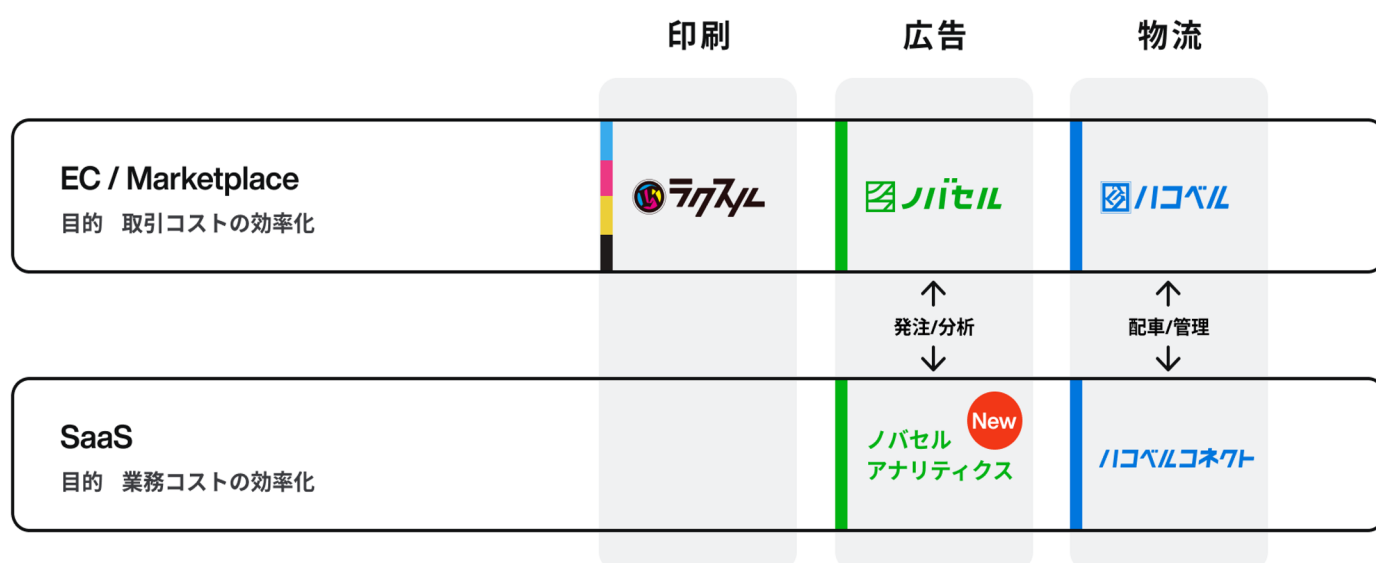 印刷
広告
物流
EC / Marketplace
目的 取引コストの効率化
ラクスル
ノバセル
ハコベル
発注/分析
配車/管理
SaaS
目的 業務コストの効率化
New
ノバセル
アナリティクス
ハコベルコネクト